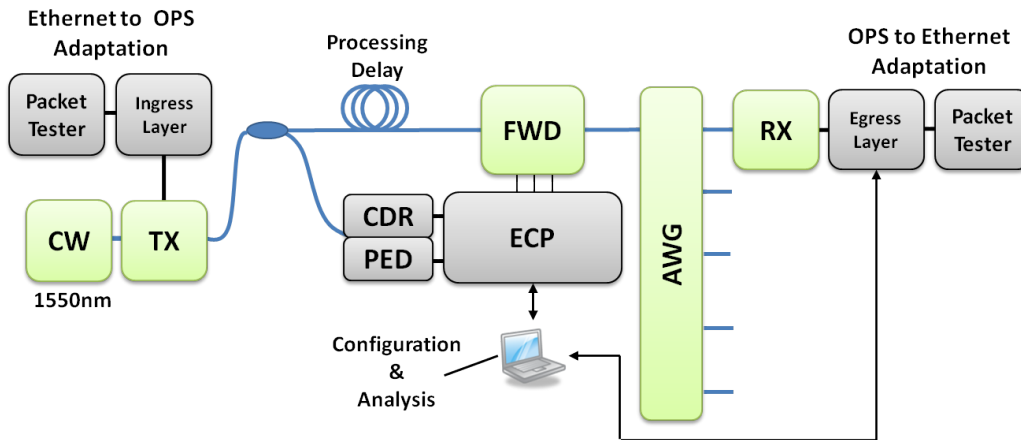 Ethernet to OPS
Adaptation
Packet
Tester
Ingress
Layer
CW
TX
1550nm
Processing
Delay
FWD
CDR
PED
ECP
Configuration
&
Analysis
AWG
OPS to Ethernet
Adaptation
RX
Egress
Layer
Packet
Tester